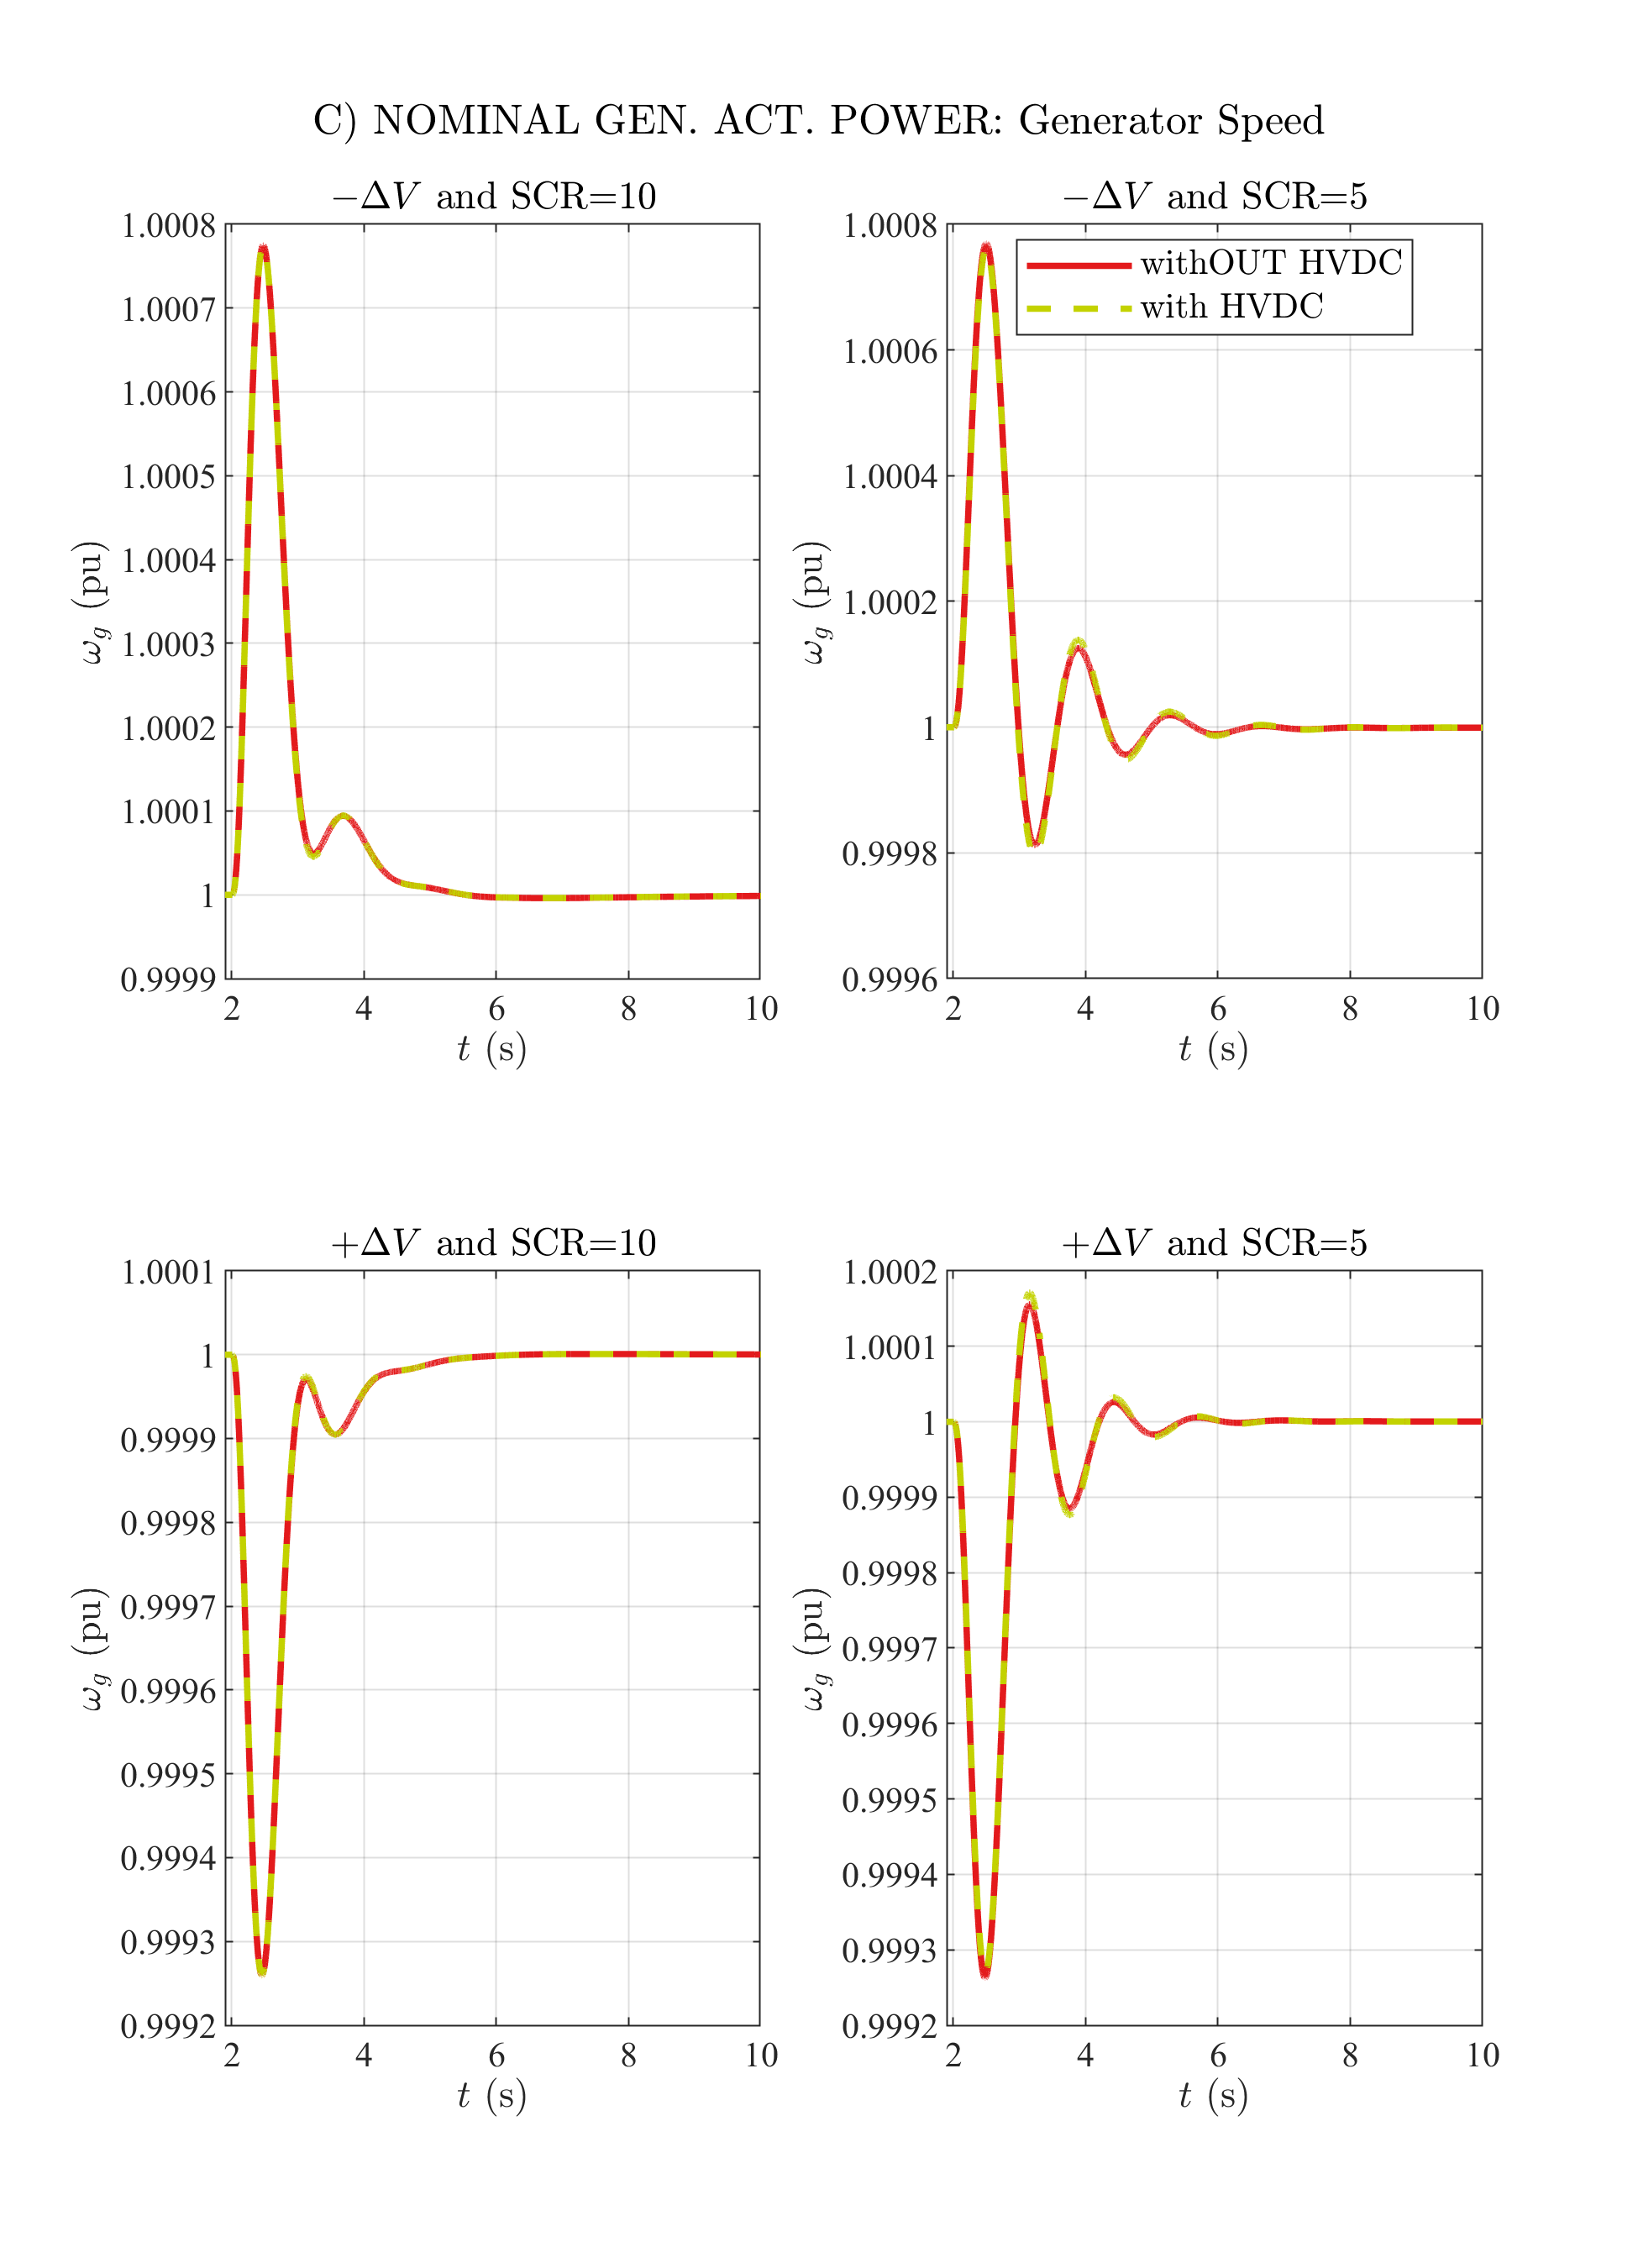 C) NOMINAL GEN. ACT. POWER: Generator Speed
−ΔV and SCR=10
1.0008
1.0007
1.0006
1.0005
1.0004
1.0003
1.0002
1.0001
1
0.9999
ω_g (pu)
2 4 6 8 10
t (s)
−ΔV and SCR=5
withOUT HVDC
with HVDC
1.0008
1.0006
1.0004
1.0002
1
0.9998
0.9996
ω_g (pu)
2 4 6 8 10
t (s)
+ΔV and SCR=10
1.0001
1
0.9999
0.9998
0.9997
0.9996
0.9995
0.9994
0.9993
0.9992
ω_g (pu)
2 4 6 8 10
t (s)
+ΔV and SCR=5
1.0002
1.0001
1
0.9999
0.9998
0.9997
0.9996
0.9995
0.9994
0.9993
0.9992
ω_g (pu)
2 4 6 8 10
t (s)